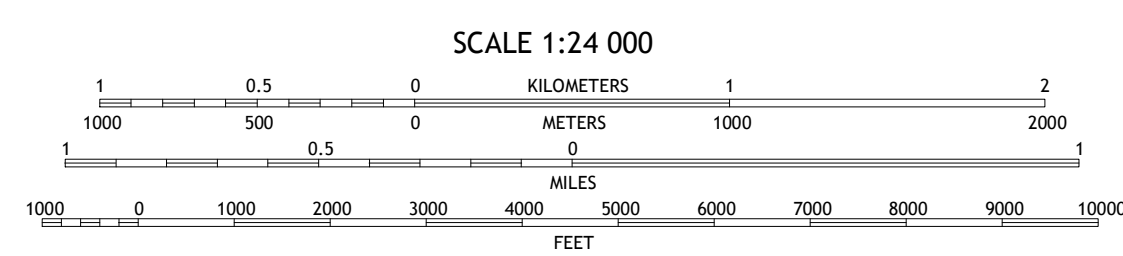 SCALE 1:24 000
1 0.5 0 KILOMETERS 1 2
1000 500 0 METERS 1000 2000
1 0.5 0 1
MILES
1000 0 1000 2000 3000 4000 5000 6000 7000 8000 9000 10000
FEET